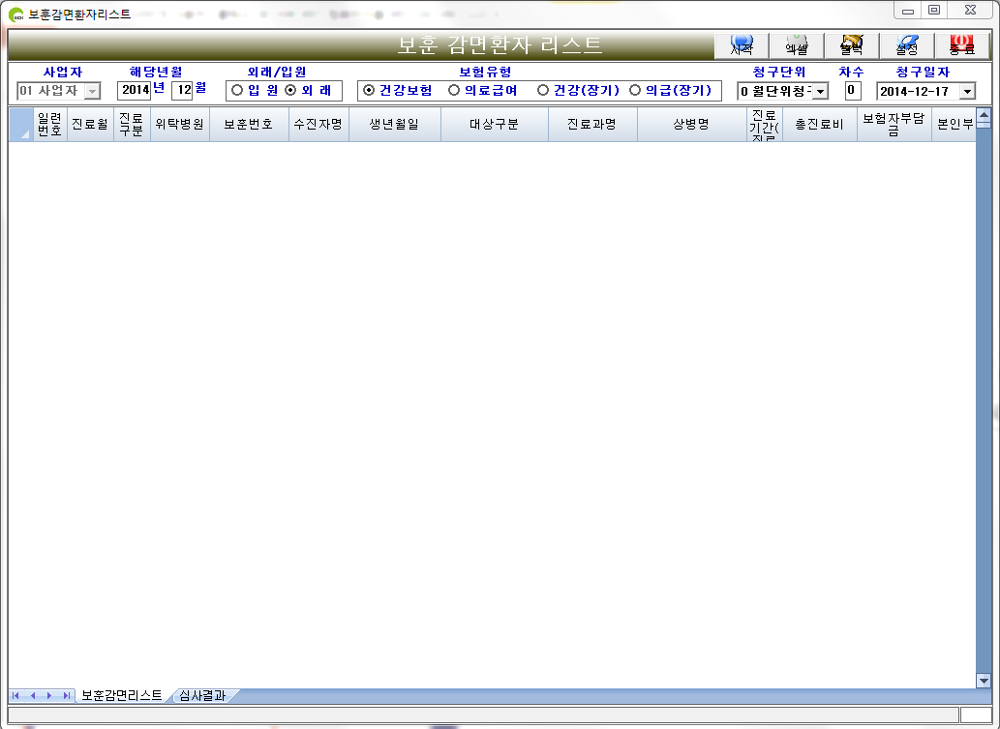 보훈감면환자리스트
보훈 감면환자 리스트
시작 엑셀 출력 설정 종료
사업자 해당년월 외래/입원 보험유형 청구단위 차수 청구일자
01 사업자 2014 년 12 월 입 원 외 래 건강보험 의료급여 건강(장기) 의급(장기) 0 월단위청구 0 2014-12-17
일련번호 진료월 진료구분 위탁병원 보훈번호 수진자명 생년월일 대상구분 진료과명 상병명 진료기간(진료 총진료비 보험자부담금 본인부
보훈감면리스트 심사결과